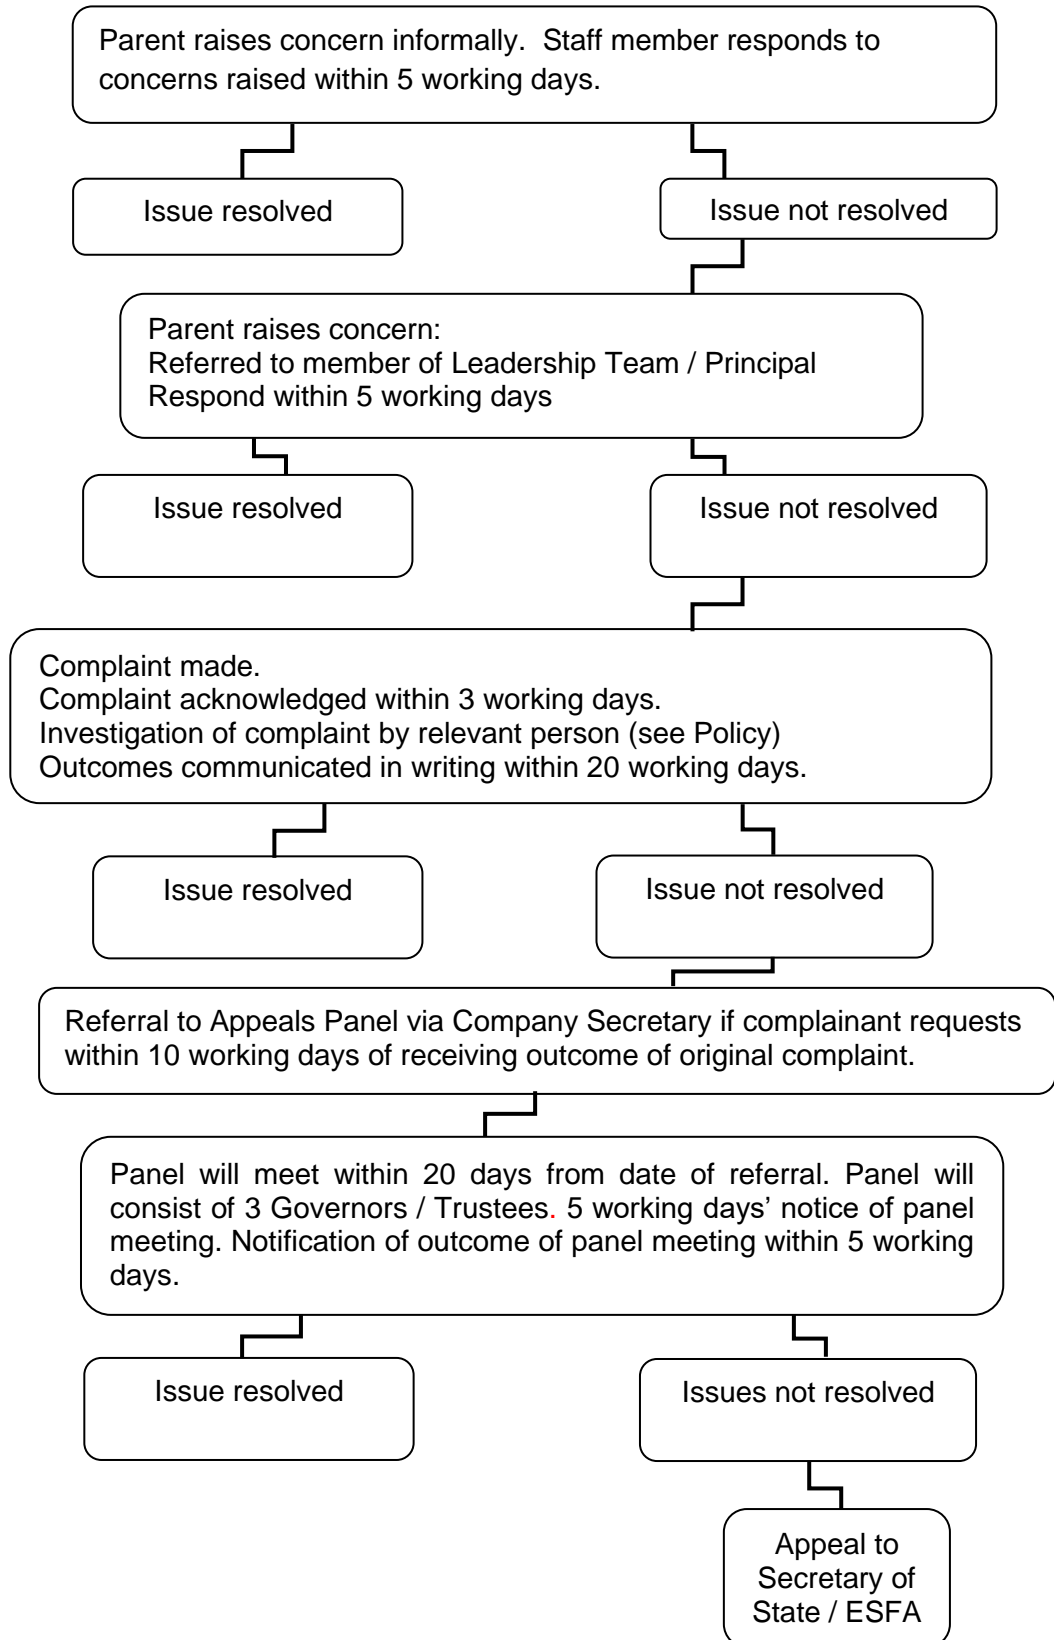 Parent raises concern informally.  Staff member responds to
concerns raised within 5 working days.
Issue resolved
Issue not resolved
Parent raises concern:
Referred to member of Leadership Team / Principal
Respond within 5 working days
Issue resolved
Issue not resolved
Complaint made.
Complaint acknowledged within 3 working days.
Investigation of complaint by relevant person (see Policy)
Outcomes communicated in writing within 20 working days.
Issue resolved
Issue not resolved
Referral to Appeals Panel via Company Secretary if complainant requests
within 10 working days of receiving outcome of original complaint.
Panel will meet within 20 days from date of referral. Panel will
consist of 3 Governors / Trustees. 5 working days’ notice of panel
meeting. Notification of outcome of panel meeting within 5 working
days.
Issue resolved
Issues not resolved
Appeal to
Secretary of
State / ESFA